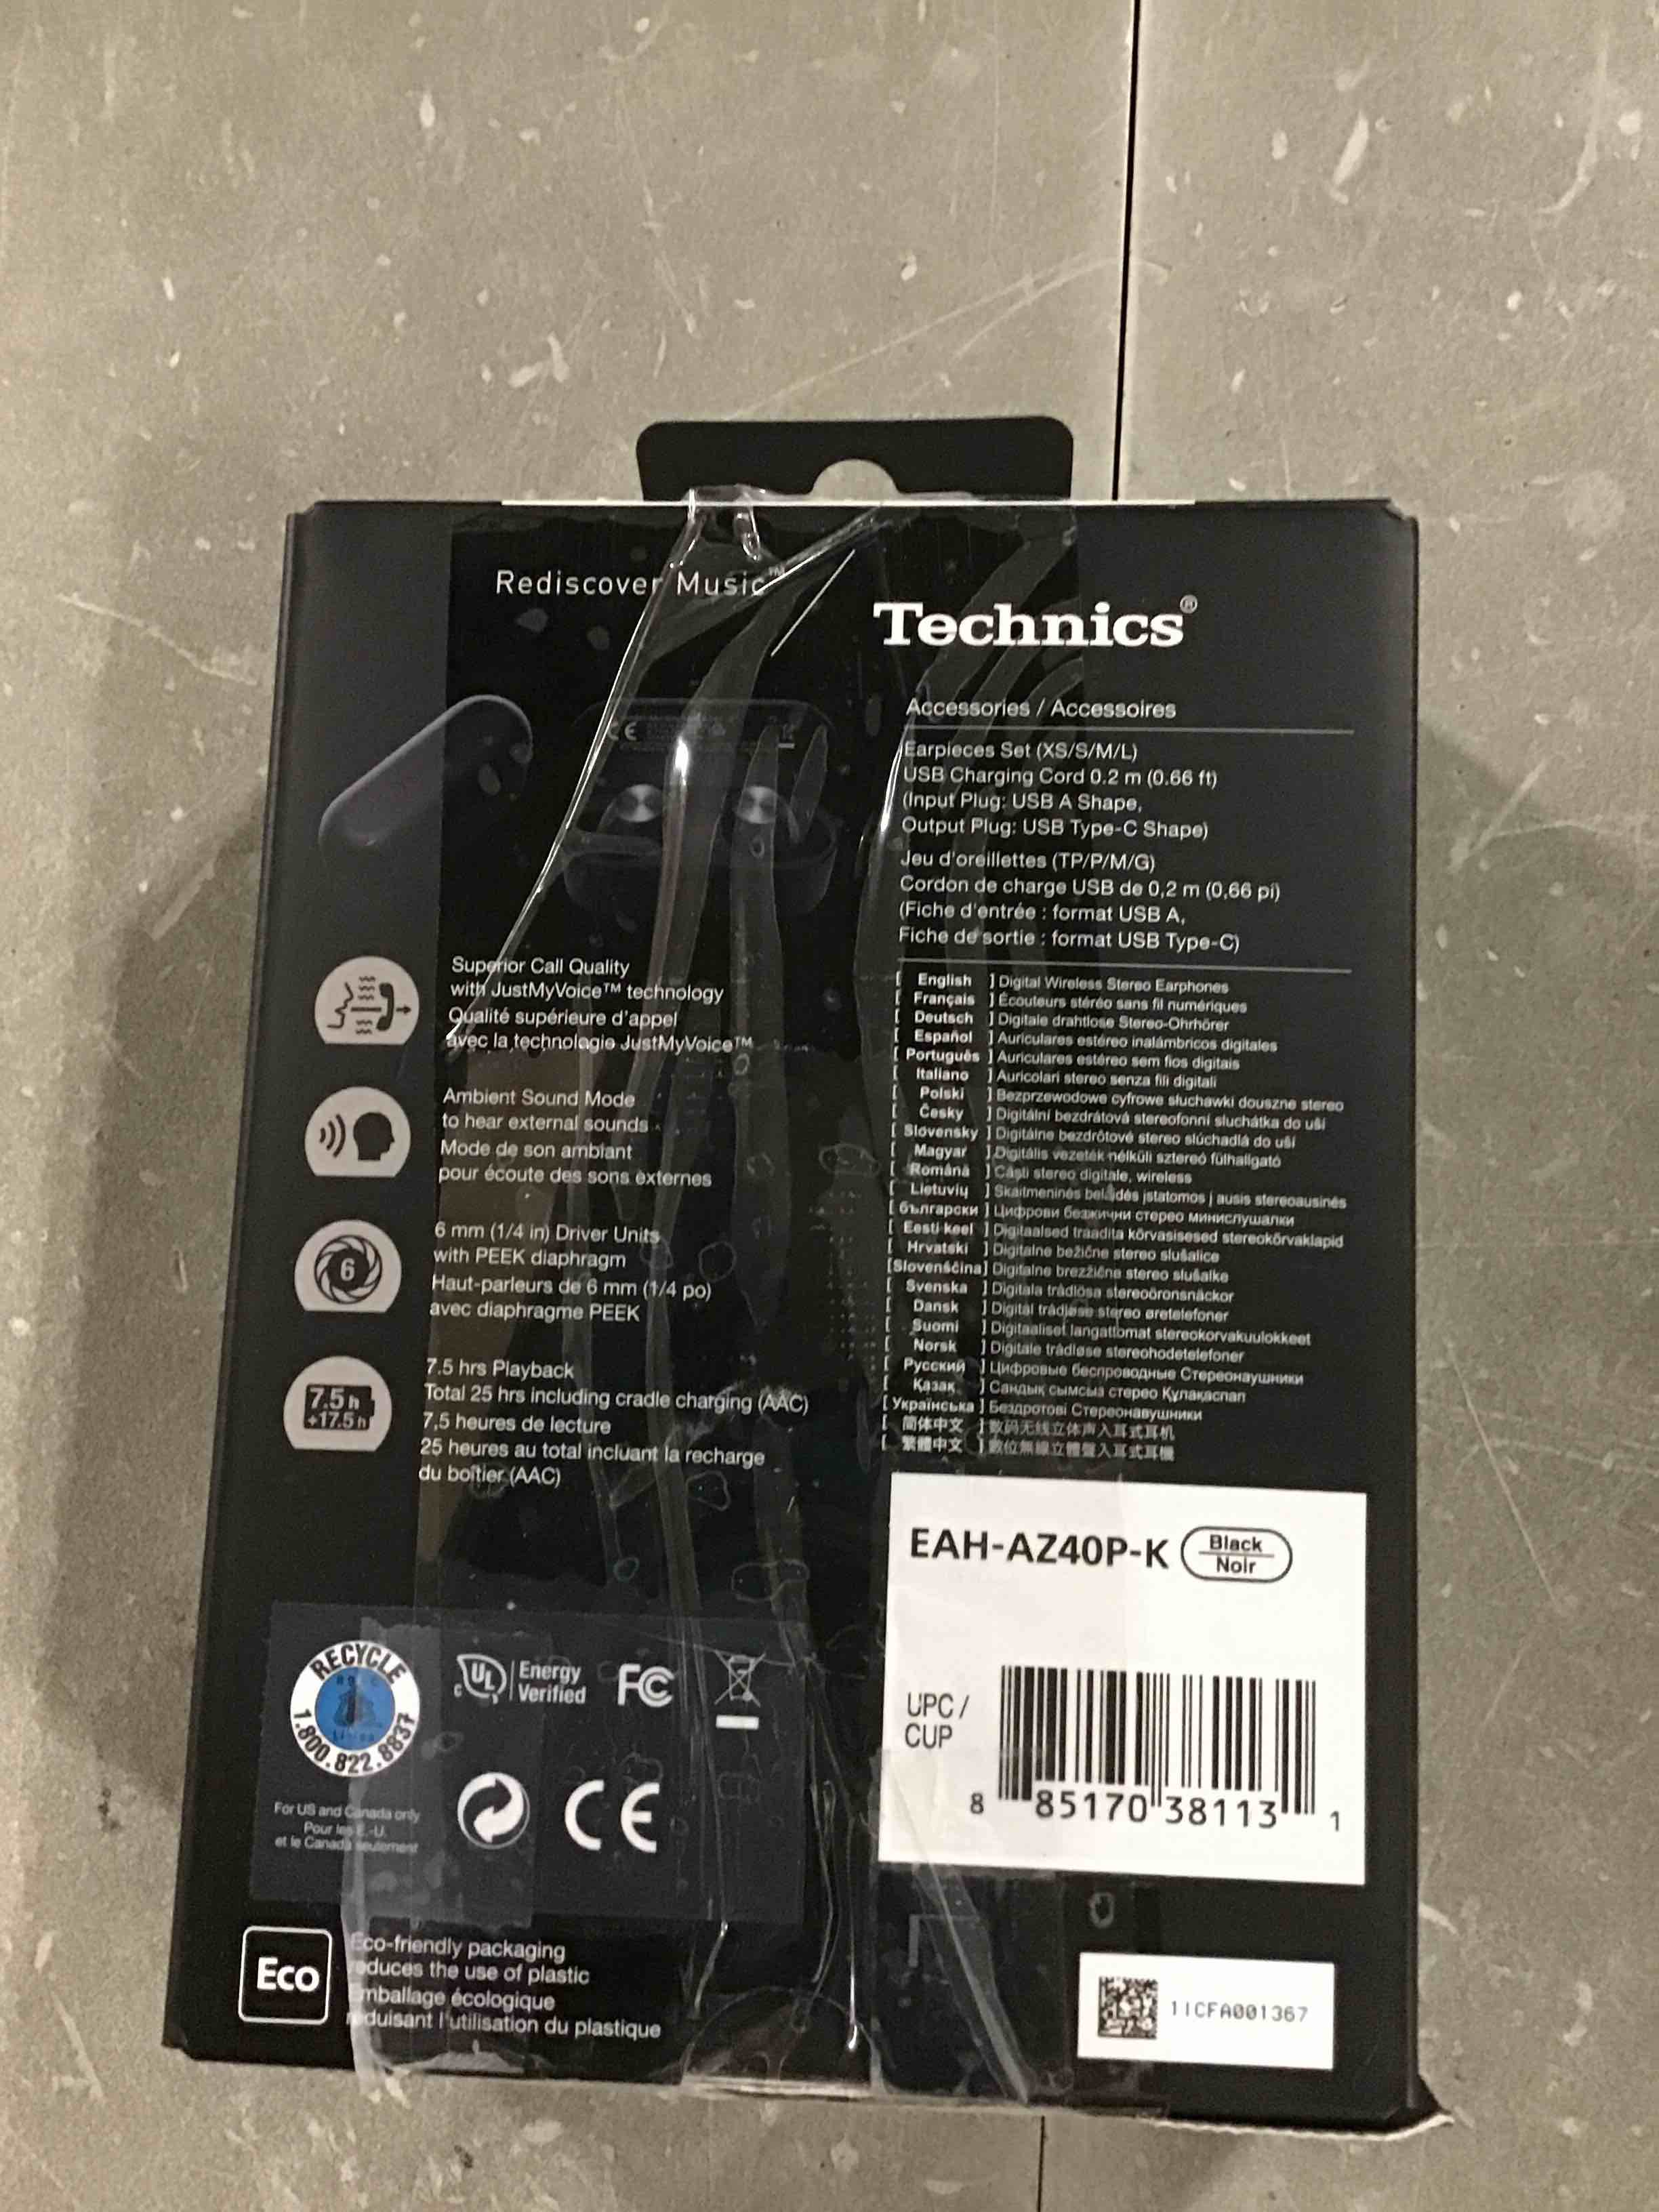 Rediscover Music™
Technics®
Accessories / Accessoires
Earpieces Set (XS/S/M/L)
USB Charging Cord 0.2 m (0.66 ft)
(Input Plug: USB A Shape,
Output Plug: USB Type-C Shape)
Jeu d'oreillettes (TP/P/M/G)
Cordon de charge USB de 0,2 m (0,66 pi)
(Fiche d'entrée : format USB A,
Fiche de sortie : format USB Type-C)
[ English ] Digital Wireless Stereo Earphones
[ Français ] Écouteurs stéréo sans fil numériques
[ Deutsch ] Digitale drahtlose Stereo-Ohrhörer
[ Español ] Auriculares estéreo inalámbricos digitales
[ Português ] Auriculares estéreo sem fios digitais
[ Italiano ] Auricolari stereo senza fili digitali
[ Polski ] Bezprzewodowe cyfrowe słuchawki douszne stereo
[ Česky ] Digitální bezdrátová stereofonní sluchátka do uší
[ Slovensky ] Digitálne bezdrôtové stereo slúchadlá do uší
[ Magyar ] Digitális vezeték nélküli sztereó fülhallgató
[ Română ] Căști stereo digitale, wireless
[ Lietuvių ] Skaitmeninės belaidės įstatomos į ausis stereoausinės
[ български ] Цифрови безжични стерео минислушалки
[ Eesti keel ] Digitaalsed traadita kõrvasisesed stereokõrvaklapid
[ Hrvatski ] Digitalne bežične stereo slušalice
[Slovenščina] Digitalne brezžične stereo slušalke
[ Svenska ] Digitala trådlösa stereoöronsnäckor
[ Dansk ] Digital trådløse stereo øretelefoner
[ Suomi ] Digitaaliset langattomat stereokorvakuulokkeet
[ Norsk ] Digitale trådløse stereohodetelefoner
[ Русский ] Цифровые беспроводные Стереонаушники
[ Қазақ ] Сандық сымсыз стерео Құлақаспап
[ Українська ] Бездротові Стереонавушники
[ 简体中文 ] 数码无线立体声入耳式耳机
[ 繁體中文 ] 數位無線立體聲入耳式耳機
CE
Superior Call Quality
with JustMyVoice™ technology
Qualité supérieure d'appel
avec la technologie JustMyVoice™
Ambient Sound Mode
to hear external sounds
Mode de son ambiant
pour écoute des sons externes
6
6 mm (1/4 in) Driver Units
with PEEK diaphragm
Haut-parleurs de 6 mm (1/4 po)
avec diaphragme PEEK
7.5 h
+17.5 h
7.5 hrs Playback
Total 25 hrs including cradle charging (AAC)
7,5 heures de lecture
25 heures au total incluant la recharge
du boîtier (AAC)
EAH-AZ40P-K Black
Noir
UPC /
CUP
8 85170 38113 1
RECYCLE
1.800.822.8837
For US and Canada only
Pour les É.-U.
et le Canada seulement
c UL Energy
Verified
FC
CE
Eco
Eco-friendly packaging
reduces the use of plastic
Emballage écologique
réduisant l'utilisation du plastique
1ICFA001367